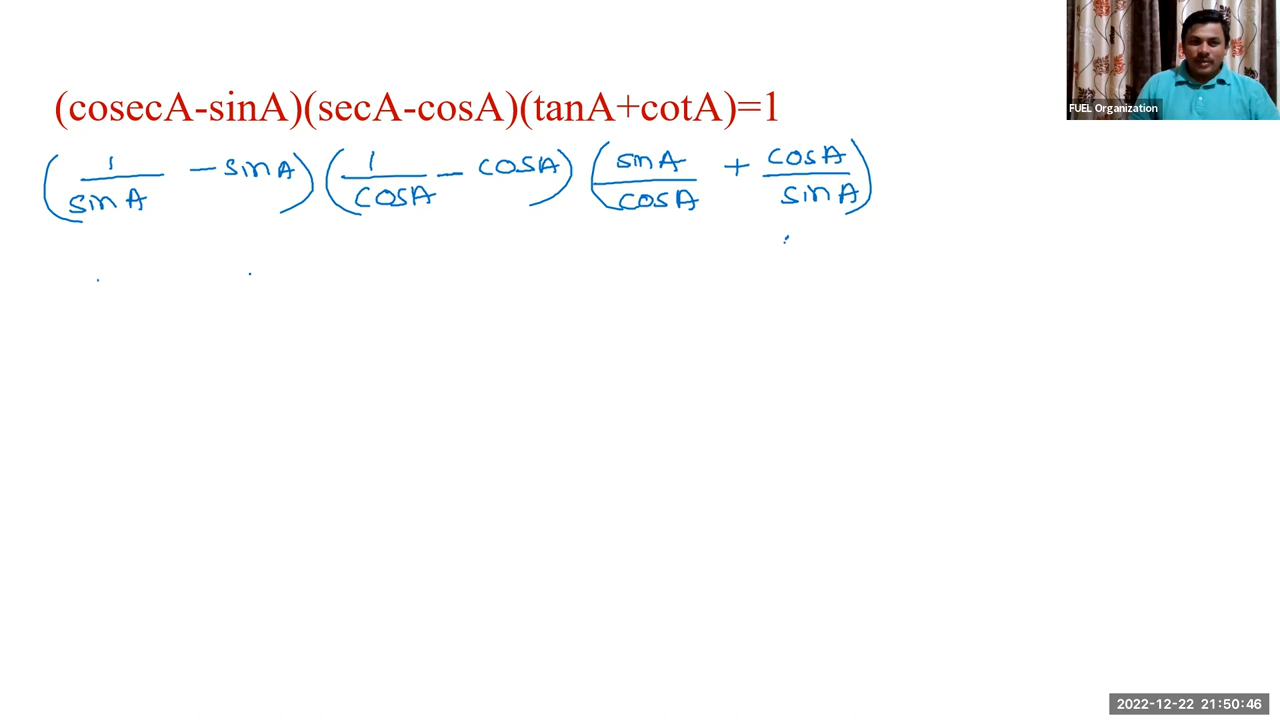 FUEL Organization
(cosecA-sinA)(secA-cosA)(tanA+cotA)=1
(1/sinA - sinA) (1/cosA - cosA) (sinA/cosA + cosA/sinA)
2022-12-22 21:50:46